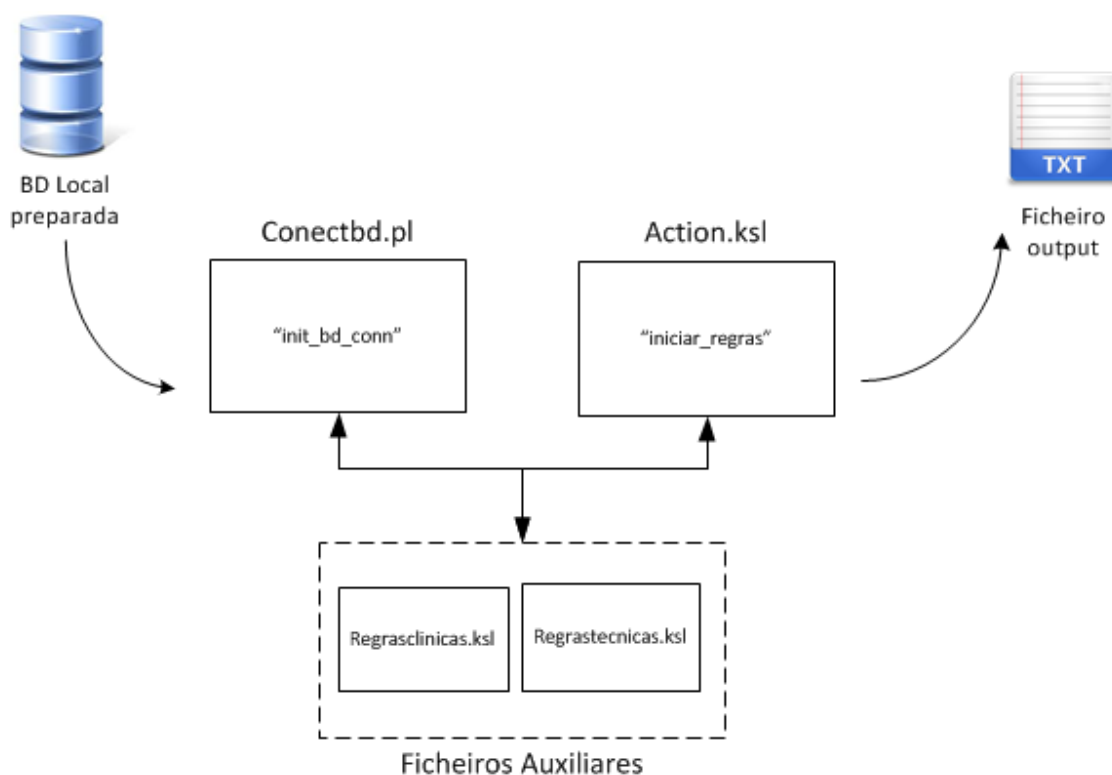 BD Local
preparada
TXT
Ficheiro
output
Conectbd.pl
Action.ksl
“init_bd_conn”
“iniciar_regras”
Regrasclinicas.ksl
Regrastecnicas.ksl
Ficheiros Auxiliares